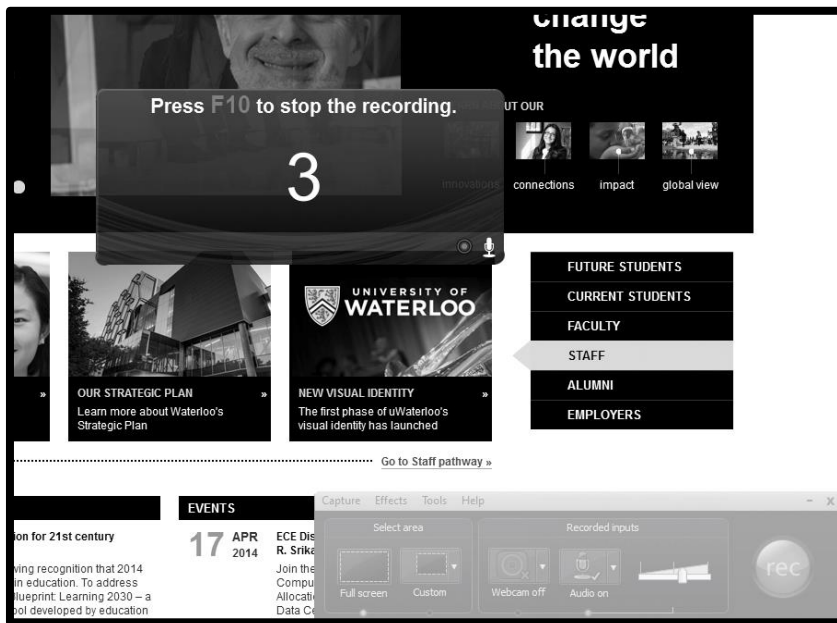 change
the world
Press F10 to stop the recording.
UT OUR
3
innovations
connections
impact
global view
UNIVERSITY OF
WATERLOO
FUTURE STUDENTS
CURRENT STUDENTS
FACULTY
STAFF
ALUMNI
EMPLOYERS
»
OUR STRATEGIC PLAN »
Learn more about Waterloo's
Strategic Plan
NEW VISUAL IDENTITY »
The first phase of uWaterloo's
visual identity has launched
Go to Staff pathway »
ion for 21st century
ving recognition that 2014
in education. To address
Blueprint: Learning 2030 – a
ool developed by education
EVENTS
17 APR
2014
ECE Dis
R. Srika
Join the
Compu
Allocati
Data Ce
Capture Effects Tools Help – x
Select area
Full screen
Custom
Recorded inputs
Webcam off
Audio on
rec